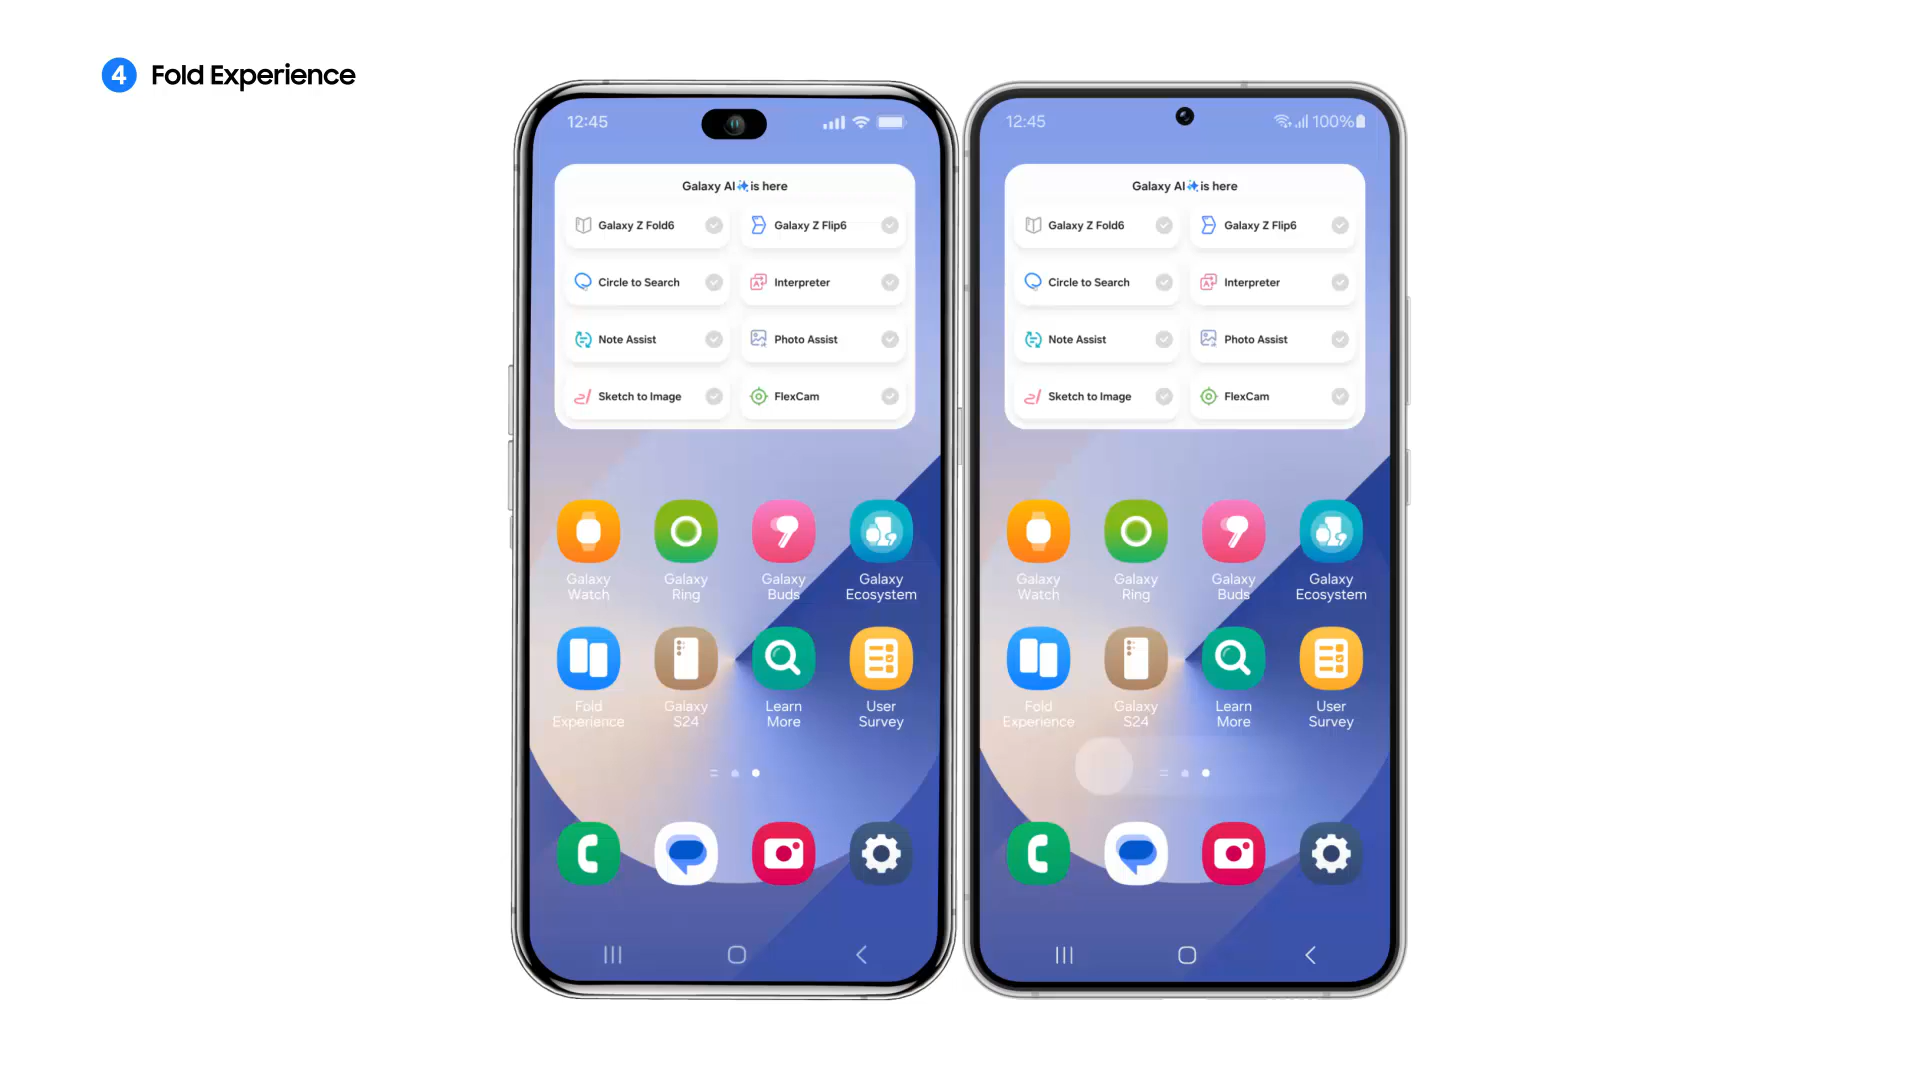 4 Fold Experience
12:45
Galaxy AI is here
Galaxy Z Fold6
Galaxy Z Flip6
Circle to Search
Interpreter
Note Assist
Photo Assist
Sketch to Image
FlexCam
Galaxy
Watch
Galaxy
Ring
Galaxy
Buds
Galaxy
Ecosystem
Fold
Experience
Galaxy
S24
Learn
More
User
Survey
12:45
100%
Galaxy AI is here
Galaxy Z Fold6
Galaxy Z Flip6
Circle to Search
Interpreter
Note Assist
Photo Assist
Sketch to Image
FlexCam
Galaxy
Watch
Galaxy
Ring
Galaxy
Buds
Galaxy
Ecosystem
Fold
Experience
Galaxy
S24
Learn
More
User
Survey